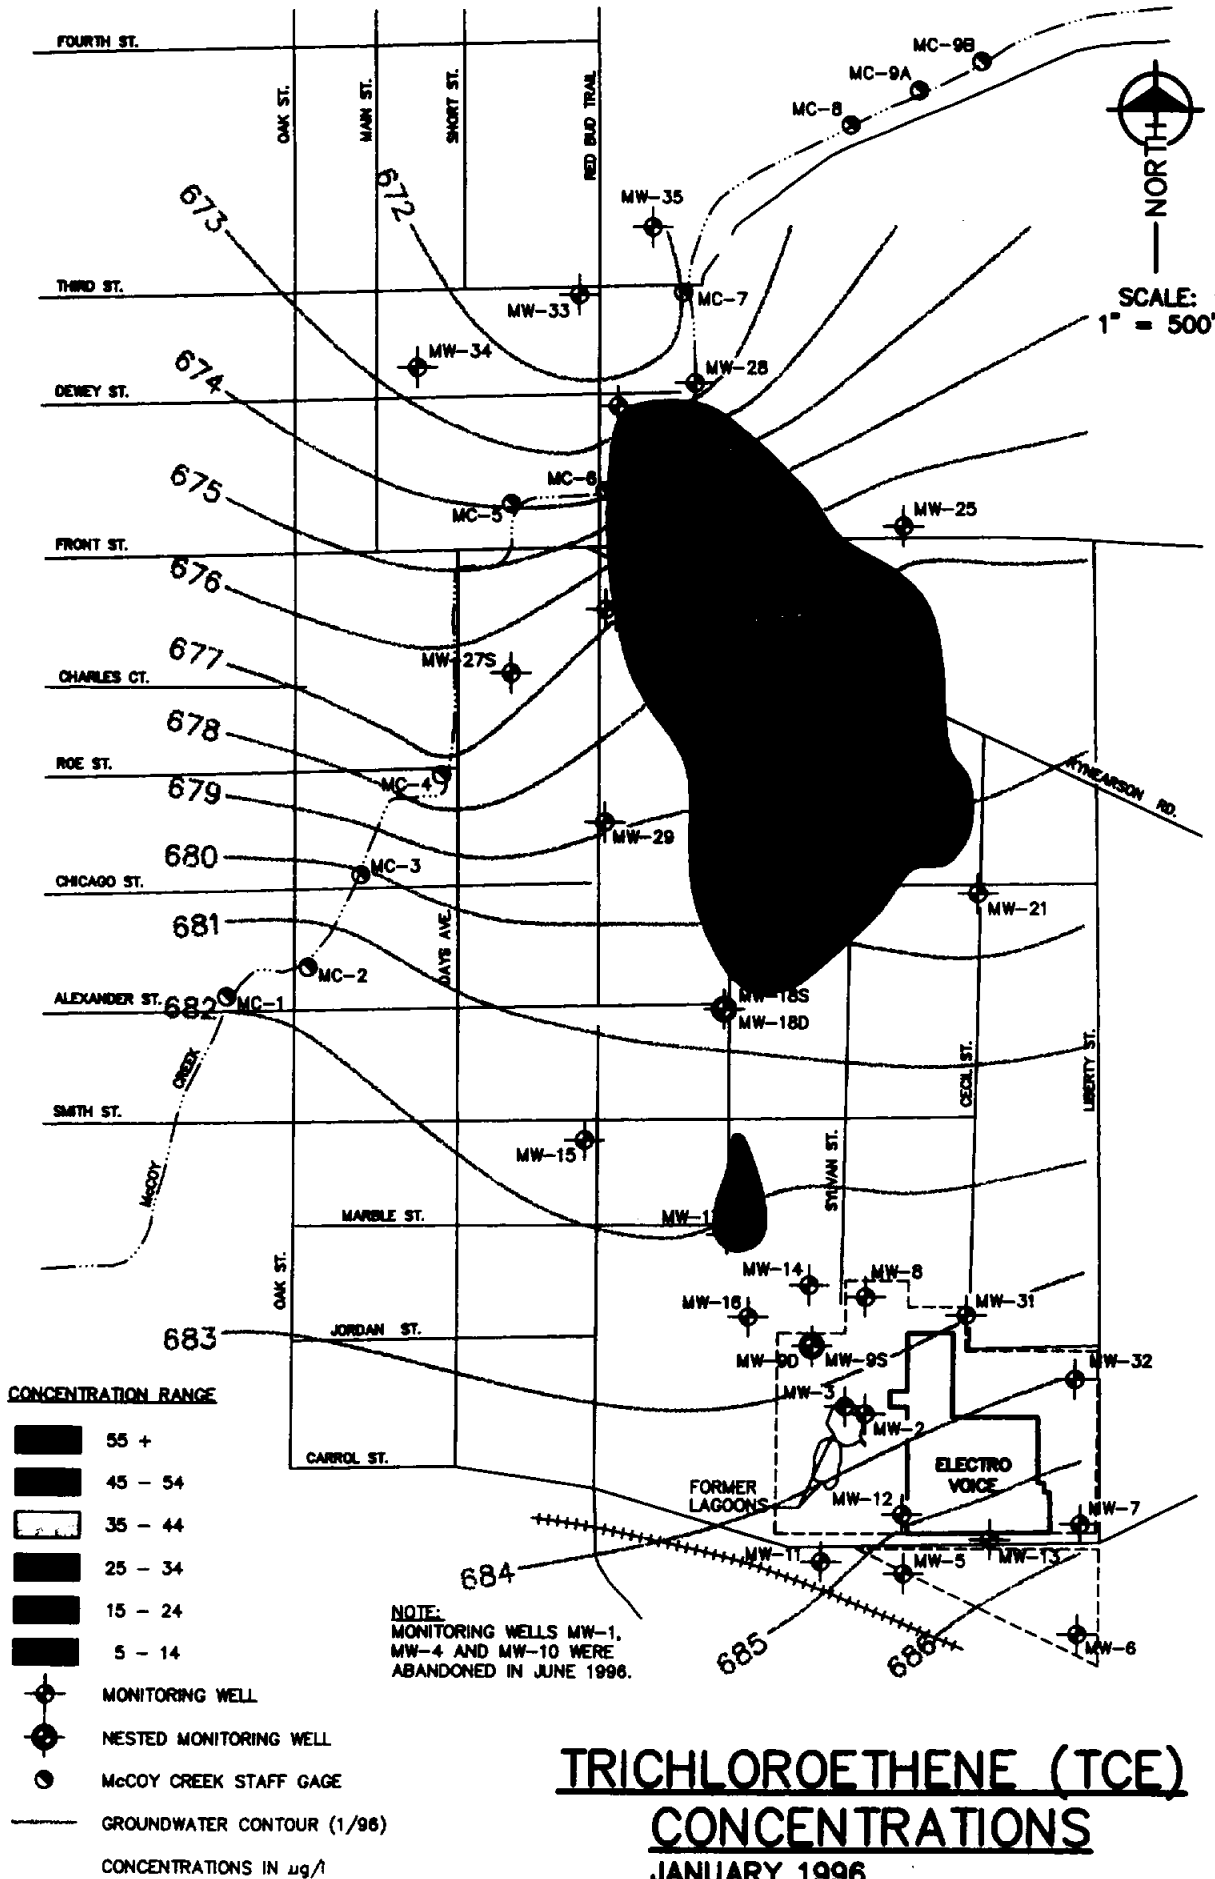 FOURTH ST.
OAK ST.
MAIN ST.
SHORT ST.
RED BUD TRAIL
MC-9B
MC-9A
MC-8
NORTH
SCALE:
1" = 500'
673
672
MW-35
THIRD ST.
MW-33
MC-7
MW-34
MW-28
674
DEWEY ST.
675
MC-6
MC-5
MW-25
FRONT ST.
676
677
MW-27S
CHARLES CT.
678
ROE ST.
MC-4
RYNEARSON RD.
679
MW-29
680
MC-3
CHICAGO ST.
MW-21
681
DAYS AVE.
MC-2
ALEXANDER ST.
682
MC-1
MW-18S
MW-18D
McCOY
CREEK
CECIL ST.
LIBERTY ST.
SMITH ST.
MW-15
SYLVAN ST.
MARBLE ST.
MW-1
OAK ST.
MW-14
MW-8
MW-16
MW-31
683
JORDAN ST.
MW-9D
MW-9S
MW-32
MW-3
MW-2
CARROL ST.
FORMER
LAGOONS
ELECTRO
VOICE
MW-12
MW-7
MW-11
MW-5
MW-13
684
685
686
MW-6
NOTE:
MONITORING WELLS MW-1,
MW-4 AND MW-10 WERE
ABANDONED IN JUNE 1996.
CONCENTRATION RANGE
55 +
45 - 54
35 - 44
25 - 34
15 - 24
5 - 14
MONITORING WELL
NESTED MONITORING WELL
McCOY CREEK STAFF GAGE
GROUNDWATER CONTOUR (1/96)
CONCENTRATIONS IN ug/l
TRICHLOROETHENE (TCE)
CONCENTRATIONS
JANUARY 1996